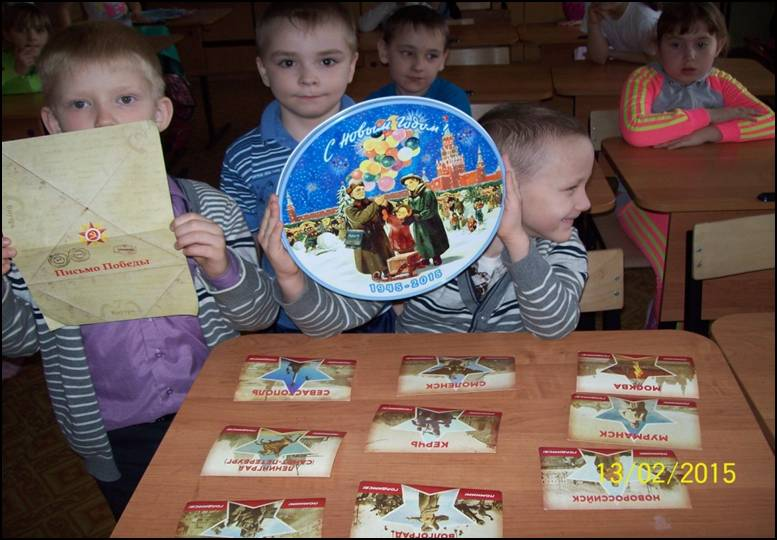 С Новым Годом!
1945-2015
Письмо Победы
СЕВАСТОПОЛЬ
СМОЛЕНСК
МОСКВА
МУРМАНСК
КЕРЧЬ
ЛЕНИНГРАД
(САНКТ-ПЕТЕРБУРГ)
НОВОРОССИЙСК
ВОЛГОГРАД
13/02/2015